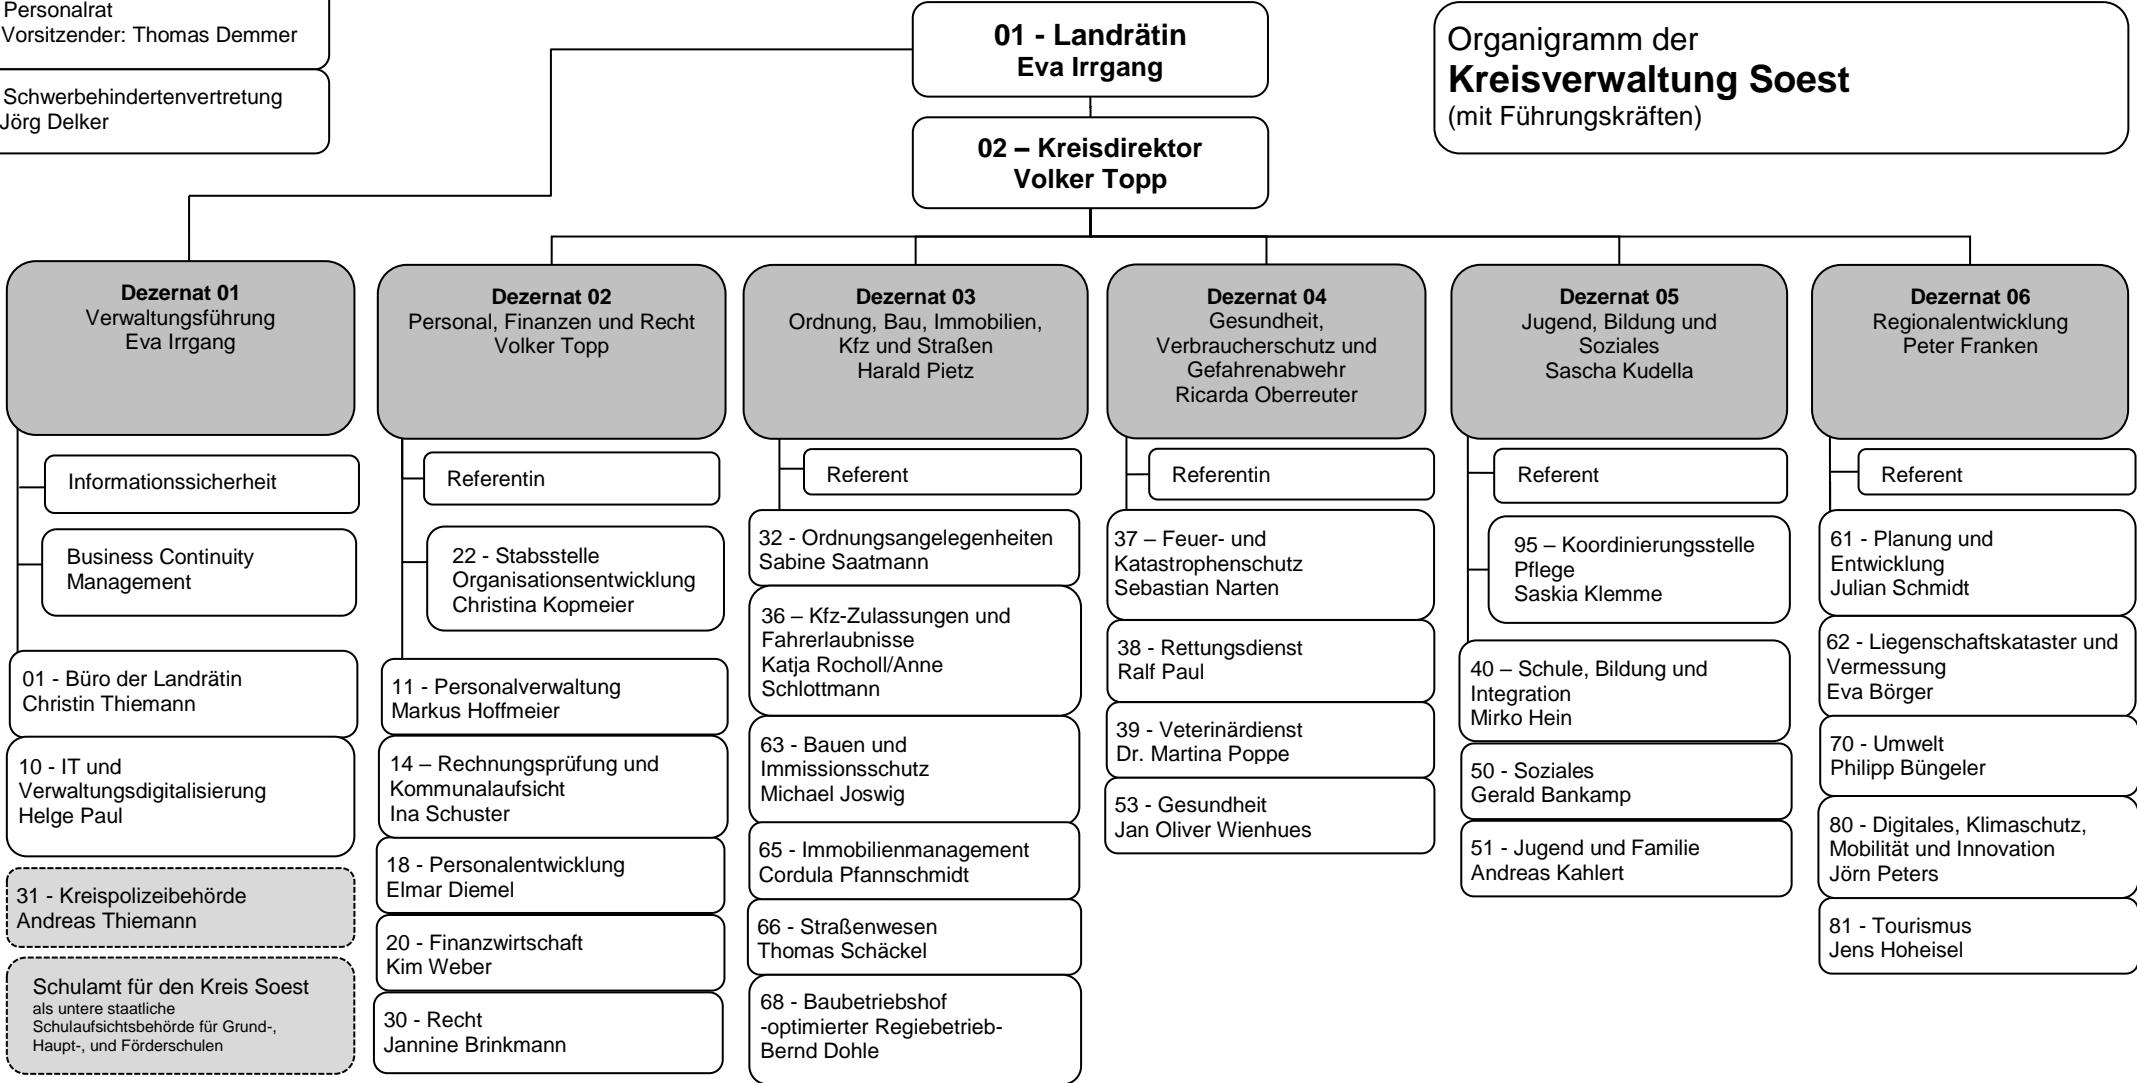 Personalrat
Vorsitzender: Thomas Demmer
Schwerbehindertenvertretung
Jörg Delker
01 - Landrätin
Eva Irrgang
02 – Kreisdirektor
Volker Topp
Organigramm der
Kreisverwaltung Soest
(mit Führungskräften)
Dezernat 01
Verwaltungsführung
Eva Irrgang
Informationssicherheit
Business Continuity
Management
01 - Büro der Landrätin
Christin Thiemann
10 - IT und
Verwaltungsdigitalisierung
Helge Paul
31 - Kreispolizeibehörde
Andreas Thiemann
Schulamt für den Kreis Soest
als untere staatliche
Schulaufsichtsbehörde für Grund-,
Haupt-, und Förderschulen
Dezernat 02
Personal, Finanzen und Recht
Volker Topp
Referentin
22 - Stabsstelle
Organisationsentwicklung
Christina Kopmeier
11 - Personalverwaltung
Markus Hoffmeier
14 – Rechnungsprüfung und
Kommunalaufsicht
Ina Schuster
18 - Personalentwicklung
Elmar Diemel
20 - Finanzwirtschaft
Kim Weber
30 - Recht
Jannine Brinkmann
Dezernat 03
Ordnung, Bau, Immobilien,
Kfz und Straßen
Harald Pietz
Referent
32 - Ordnungsangelegenheiten
Sabine Saatmann
36 – Kfz-Zulassungen und
Fahrerlaubnisse
Katja Rocholl/Anne
Schlottmann
63 - Bauen und
Immissionsschutz
Michael Joswig
65 - Immobilienmanagement
Cordula Pfannschmidt
66 - Straßenwesen
Thomas Schäckel
68 - Baubetriebshof
-optimierter Regiebetrieb-
Bernd Dohle
Dezernat 04
Gesundheit,
Verbraucherschutz und
Gefahrenabwehr
Ricarda Oberreuter
Referentin
37 – Feuer- und
Katastrophenschutz
Sebastian Narten
38 - Rettungsdienst
Ralf Paul
39 - Veterinärdienst
Dr. Martina Poppe
53 - Gesundheit
Jan Oliver Wienhues
Dezernat 05
Jugend, Bildung und
Soziales
Sascha Kudella
Referent
95 – Koordinierungsstelle
Pflege
Saskia Klemme
40 – Schule, Bildung und
Integration
Mirko Hein
50 - Soziales
Gerald Bankamp
51 - Jugend und Familie
Andreas Kahlert
Dezernat 06
Regionalentwicklung
Peter Franken
Referent
61 - Planung und
Entwicklung
Julian Schmidt
62 - Liegenschaftskataster und
Vermessung
Eva Börger
70 - Umwelt
Philipp Büngeler
80 - Digitales, Klimaschutz,
Mobilität und Innovation
Jörn Peters
81 - Tourismus
Jens Hoheisel